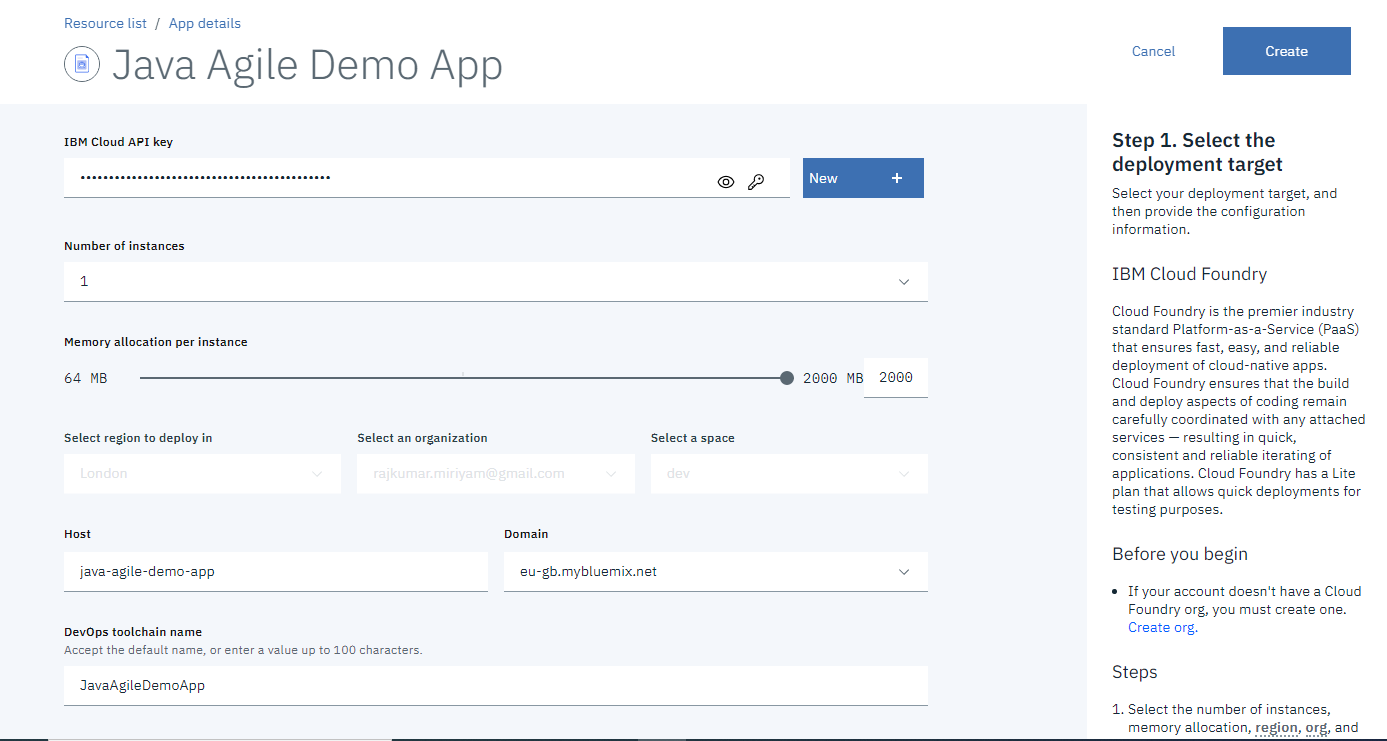 Resource list / App details
Java Agile Demo App
Cancel
Create
IBM Cloud API key
••••••••••••••••••••••••••••••••••••••••••••
New +
Number of instances
1
Memory allocation per instance
64 MB
2000 MB
2000
Select region to deploy in
Select an organization
Select a space
London
rajkumar.miriyam@gmail.com
dev
Host
Domain
java-agile-demo-app
eu-gb.mybluemix.net
DevOps toolchain name
Accept the default name, or enter a value up to 100 characters.
JavaAgileDemoApp
Step 1. Select the
deployment target
Select your deployment target, and
then provide the configuration
information.
IBM Cloud Foundry
Cloud Foundry is the premier industry
standard Platform-as-a-Service (PaaS)
that ensures fast, easy, and reliable
deployment of cloud-native apps.
Cloud Foundry ensures that the build
and deploy aspects of coding remain
carefully coordinated with any attached
services — resulting in quick,
consistent and reliable iterating of
applications. Cloud Foundry has a Lite
plan that allows quick deployments for
testing purposes.
Before you begin
• If your account doesn't have a Cloud
Foundry org, you must create one.
Create org.
Steps
1. Select the number of instances,
memory allocation, region, org, and